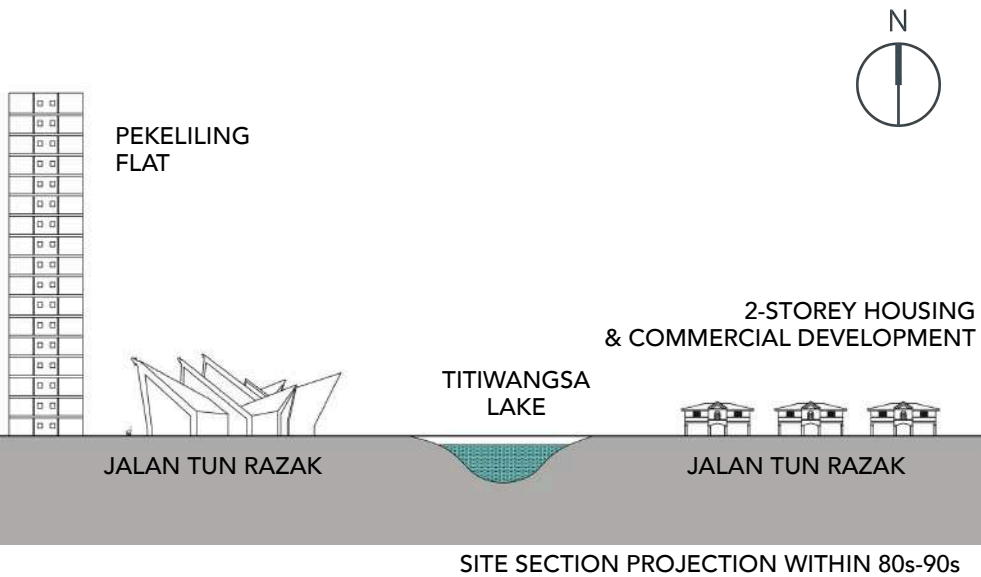 N
PEKELILING
FLAT
2-STOREY HOUSING
& COMMERCIAL DEVELOPMENT
TITIWANGSA
LAKE
JALAN TUN RAZAK
JALAN TUN RAZAK
SITE SECTION PROJECTION WITHIN 80s-90s